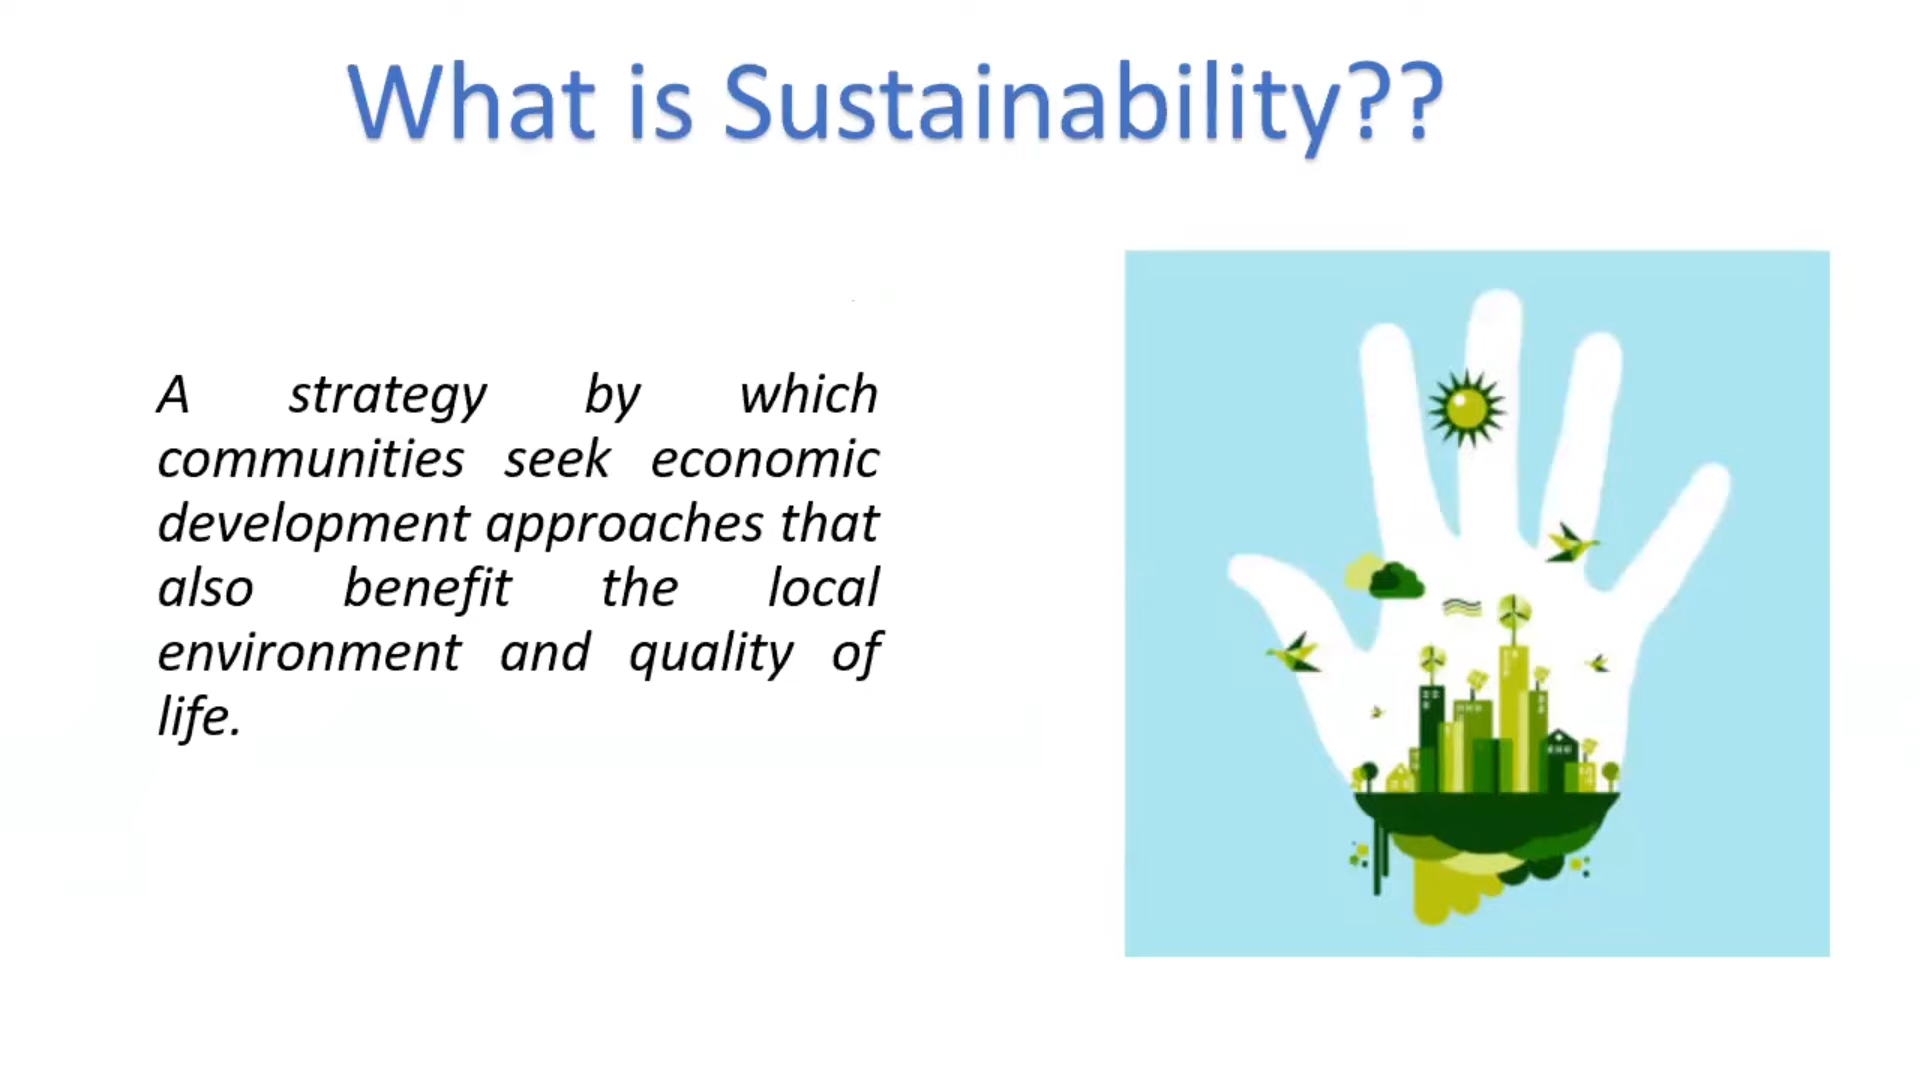 What is Sustainability??
A strategy by which
communities seek economic
development approaches that
also benefit the local
environment and quality of
life.